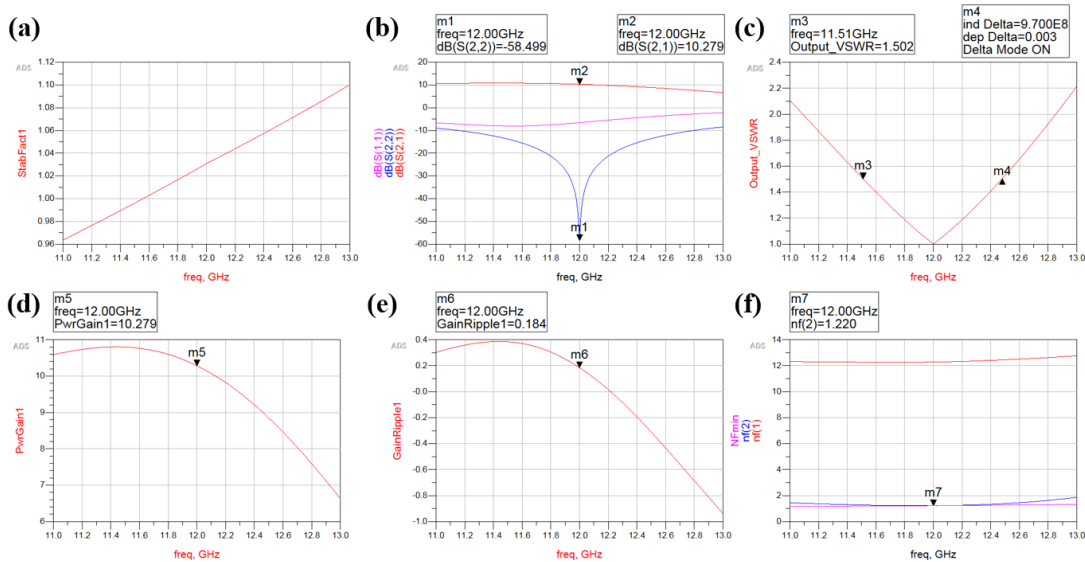 (a)
ADS
StabFact1
1.12
1.10
1.08
1.06
1.04
1.02
1.00
0.98
0.96
11.0 11.2 11.4 11.6 11.8 12.0 12.2 12.4 12.6 12.8 13.0
freq, GHz
(b)
m1
freq=12.00GHz
dB(S(2,2))=-58.499
m2
freq=12.00GHz
dB(S(2,1))=10.279
ADS
dB(S(1,1))
dB(S(2,2))
dB(S(2,1))
20
10
0
-10
-20
-30
-40
-50
-60
m2
m1
11.0 11.2 11.4 11.6 11.8 12.0 12.2 12.4 12.6 12.8 13.0
freq, GHz
(c)
m3
freq=11.51GHz
Output_VSWR=1.502
m4
ind Delta=9.700E8
dep Delta=0.003
Delta Mode ON
ADS
Output_VSWR
2.4
2.2
2.0
1.8
1.6
1.4
1.2
1.0
m3
m4
11.0 11.2 11.4 11.6 11.8 12.0 12.2 12.4 12.6 12.8 13.0
freq, GHz
(d)
m5
freq=12.00GHz
PwrGain1=10.279
ADS
PwrGain1
11
10
9
8
7
6
m5
11.0 11.2 11.4 11.6 11.8 12.0 12.2 12.4 12.6 12.8 13.0
freq, GHz
(e)
m6
freq=12.00GHz
GainRipple1=0.184
ADS
GainRipple1
0.4
0.2
-0.0
-0.2
-0.4
-0.6
-0.8
-1.0
m6
11.0 11.2 11.4 11.6 11.8 12.0 12.2 12.4 12.6 12.8 13.0
freq, GHz
(f)
m7
freq=12.00GHz
nf(2)=1.220
ADS
NFmin
nf(2)
nf(1)
14
12
10
8
6
4
2
0
m7
11.0 11.2 11.4 11.6 11.8 12.0 12.2 12.4 12.6 12.8 13.0
freq, GHz